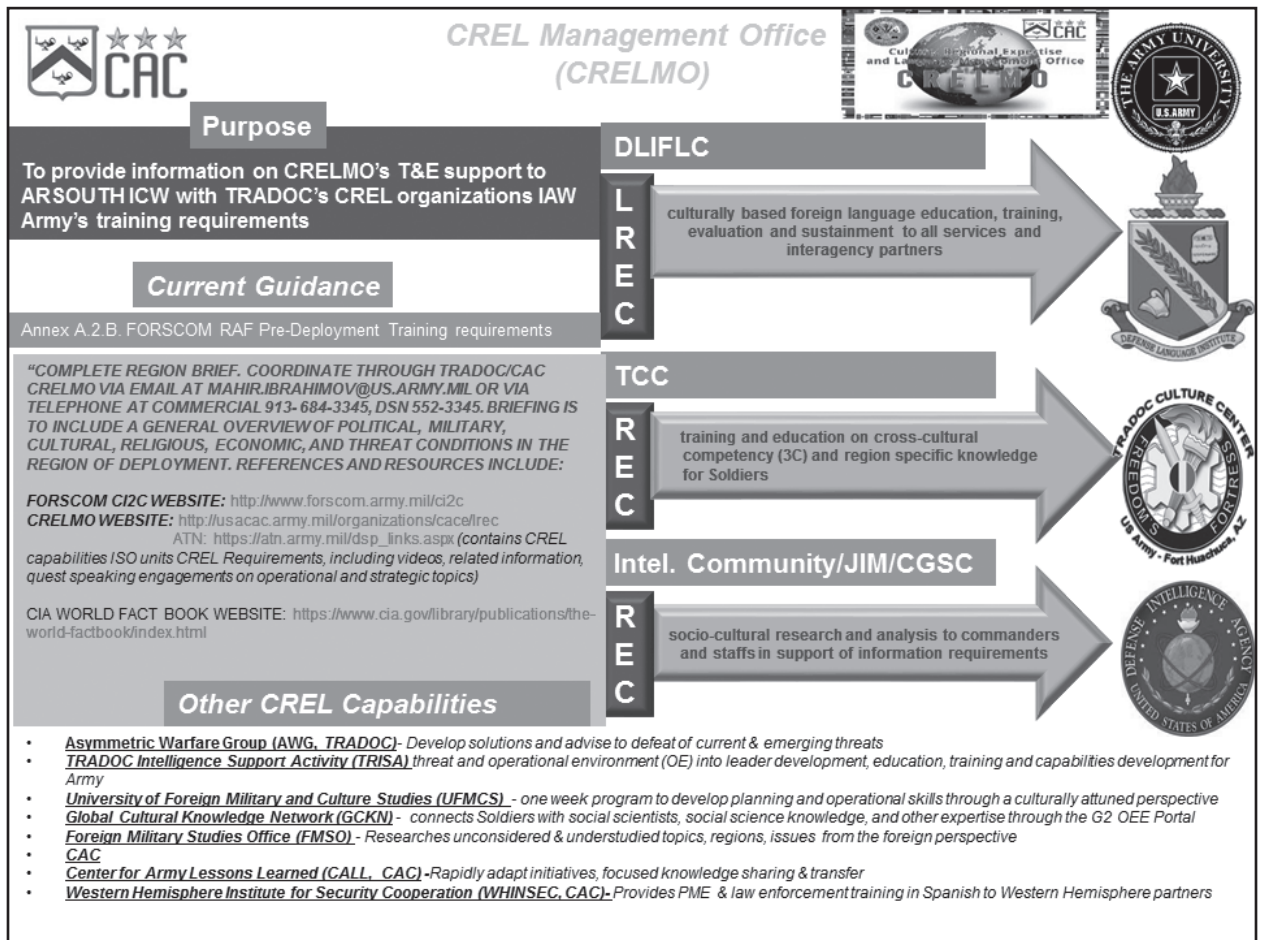 CAC
CREL Management Office
(CRELMO)
CAC
Cultural Regional Expertise
and Language Management Office
CRELMO
THE ARMY UNIVERSITY
U.S. ARMY
Purpose
To provide information on CRELMO's T&E support to
ARSOUTH ICW with TRADOC's CREL organizations IAW
Army's training requirements
Current Guidance
Annex A.2.B. FORSCOM RAF Pre-Deployment Training requirements
"COMPLETE REGION BRIEF. COORDINATE THROUGH TRADOC/CAC
CRELMO VIA EMAIL AT MAHIR.IBRAHIMOV@US.ARMY.MIL OR VIA
TELEPHONE AT COMMERCIAL 913- 684-3345, DSN 552-3345. BRIEFING IS
TO INCLUDE A GENERAL OVERVIEW OF POLITICAL, MILITARY,
CULTURAL, RELIGIOUS, ECONOMIC, AND THREAT CONDITIONS IN THE
REGION OF DEPLOYMENT. REFERENCES AND RESOURCES INCLUDE:
FORSCOM CI2C WEBSITE: http://www.forscom.army.mil/ci2c
CRELMO WEBSITE: http://usacac.army.mil/organizations/cace/lrec
ATN: https://atn.army.mil/dsp_links.aspx (contains CREL
capabilities ISO units CREL Requirements, including videos, related information,
quest speaking engagements on operational and strategic topics)
CIA WORLD FACT BOOK WEBSITE: https://www.cia.gov/library/publications/the-
world-factbook/index.html
DLIFLC
LREC
culturally based foreign language education, training,
evaluation and sustainment to all services and
interagency partners
DEFENSE LANGUAGE INSTITUTE
TCC
REC
training and education on cross-cultural
competency (3C) and region specific knowledge
for Soldiers
TRADOC CULTURE CENTER
FREEDOM'S FORTRESS
US Army - Fort Huachuca, AZ
Intel. Community/JIM/CGSC
REC
socio-cultural research and analysis to commanders
and staffs in support of information requirements
DEFENSE INTELLIGENCE AGENCY
UNITED STATES OF AMERICA
Other CREL Capabilities
• Asymmetric Warfare Group (AWG, TRADOC)- Develop solutions and advise to defeat of current & emerging threats
• TRADOC Intelligence Support Activity (TRISA) threat and operational environment (OE) into leader development, education, training and capabilities development for
Army
• University of Foreign Military and Culture Studies (UFMCS) - one week program to develop planning and operational skills through a culturally attuned perspective
• Global Cultural Knowledge Network (GCKN) - connects Soldiers with social scientists, social science knowledge, and other expertise through the G2 OEE Portal
• Foreign Military Studies Office (FMSO) - Researches unconsidered & understudied topics, regions, issues from the foreign perspective
• CAC
• Center for Army Lessons Learned (CALL, CAC) -Rapidly adapt initiatives, focused knowledge sharing & transfer
• Western Hemisphere Institute for Security Cooperation (WHINSEC, CAC)- Provides PME & law enforcement training in Spanish to Western Hemisphere partners